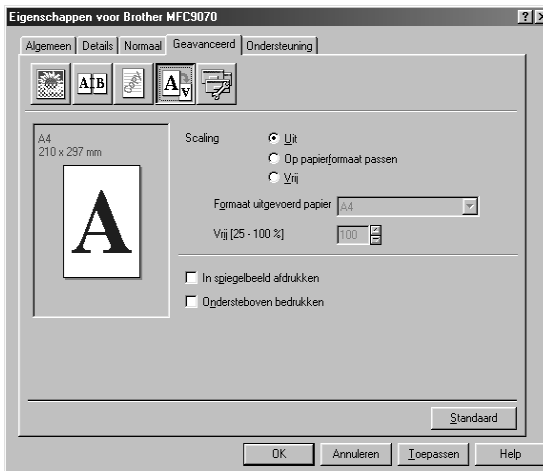 Eigenschappen voor Brother MFC9070
Algemeen Details Normaal Geavanceerd Ondersteuning
A B
Copy
A A
A4
210 x 297 mm
A
Scaling Uit
Op papierformaat passen
Vrij
Formaat uitgevoerd papier A4
Vrij [25 - 100 %] 100
In spiegelbeeld afdrukken
Ondersteboven bedrukken
Standaard
OK Annuleren Toepassen Help